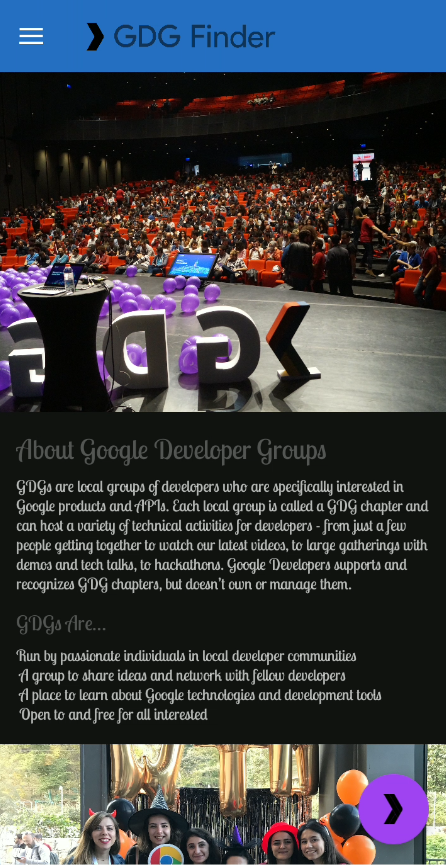 GDG Finder
GDG
About Google Developer Groups
GDGs are local groups of developers who are specifically interested in
Google products and APIs. Each local group is called a GDG chapter and
can host a variety of technical activities for developers - from just a few
people getting together to watch our latest videos, to large gatherings with
demos and tech talks, to hackathons. Google Developers supports and
recognizes GDG chapters, but doesn't own or manage them.
GDGs Are...
Run by passionate individuals in local developer communities
A group to share ideas and network with fellow developers
A place to learn about Google technologies and development tools
Open to and free for all interested